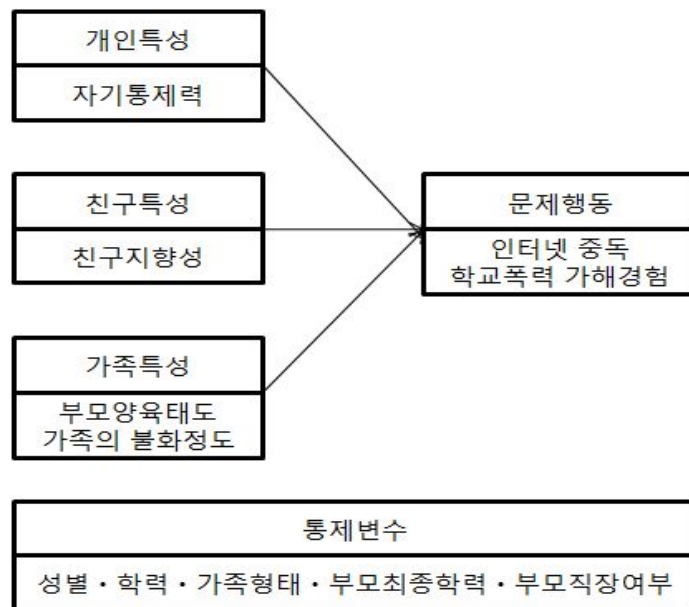 개인특성
자기통제력
친구특성
친구지향성
가족특성
부모양육태도
가족의 불화정도
문제행동
인터넷 중독
학교폭력 가해경험
통제변수
성별・학력・가족형태・부모최종학력・부모직장여부